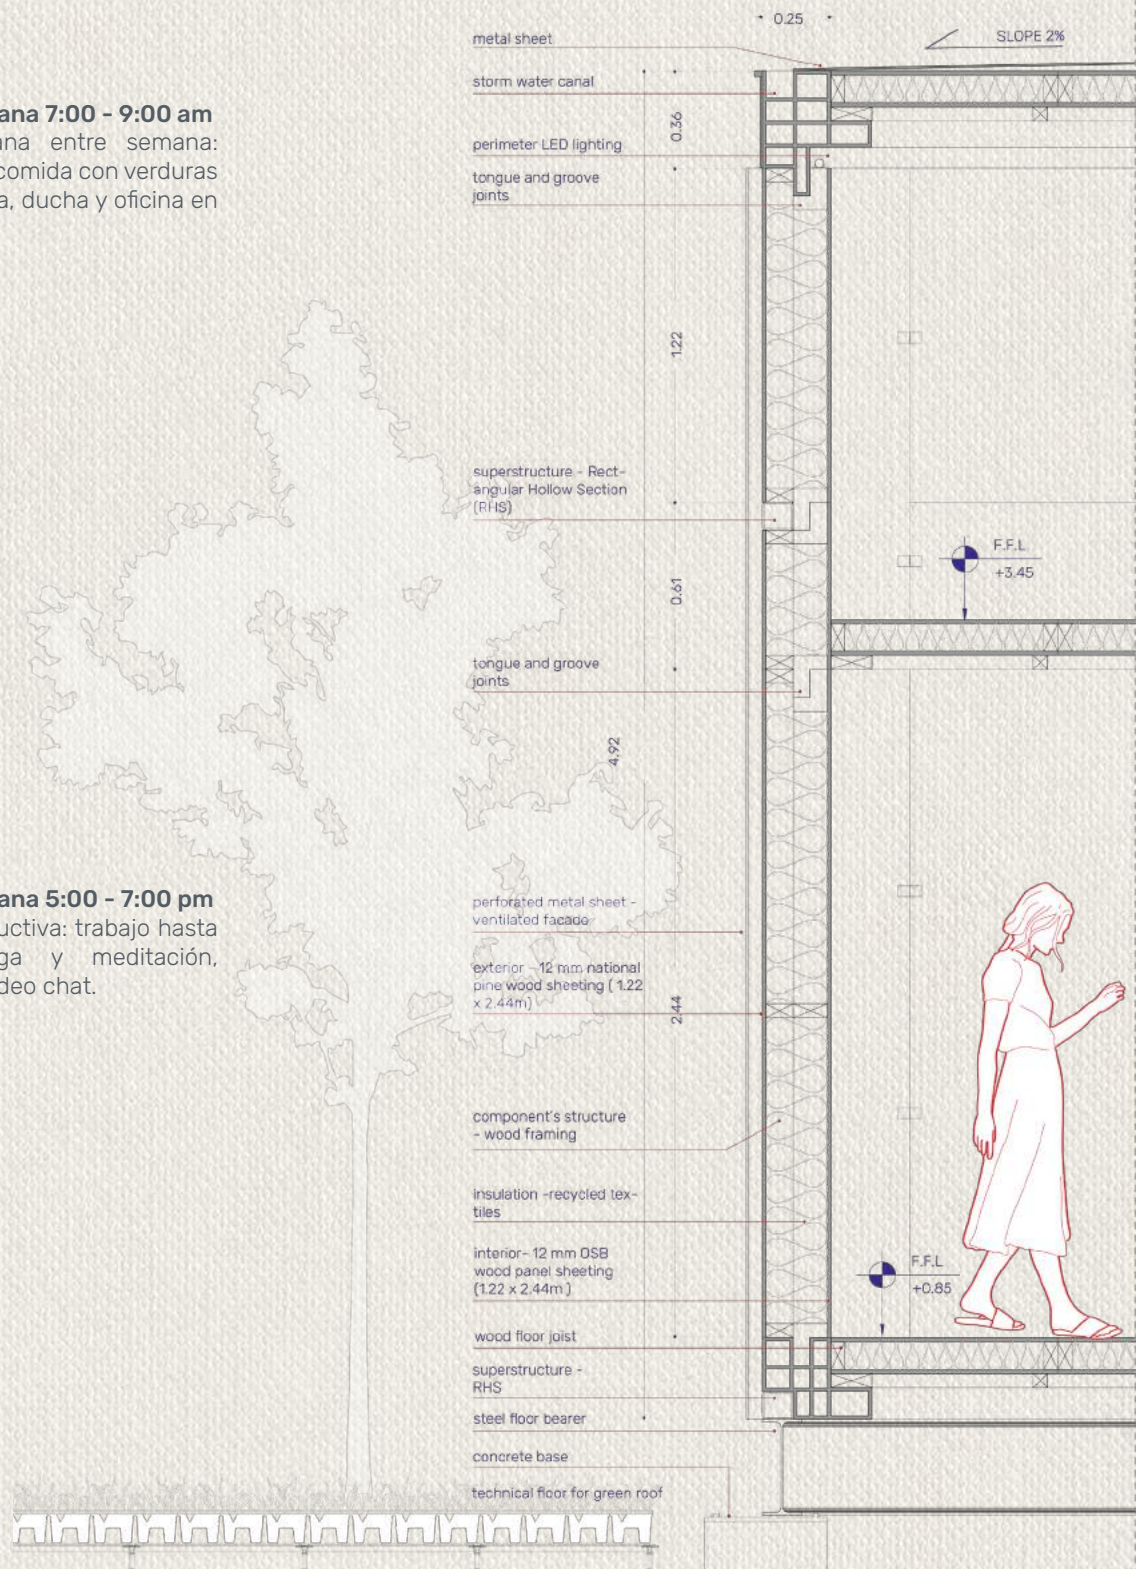 ana 7:00 - 9:00 am
ana entre semana:
comida con verduras
a, ducha y oficina en
ana 5:00 - 7:00 pm
uctiva: trabajo hasta
ga y meditación,
deo chat.
0.25
SLOPE 2%
metal sheet
storm water canal
0.36
perimeter LED lighting
tongue and groove
joints
1.22
superstructure - Rect-
angular Hollow Section
(RHS)
F.F.L
+3.45
0.61
tongue and groove
joints
4.92
perforated metal sheet -
ventilated facade
exterior - 12 mm national
pine wood sheeting ( 1.22
x 2.44m)
2.44
component's structure
- wood framing
insulation -recycled tex-
tiles
interior- 12 mm OSB
wood panel sheeting
(1.22 x 2.44m )
F.F.L
+0.85
wood floor joist
superstructure -
RHS
steel floor bearer
concrete base
technical floor for green roof